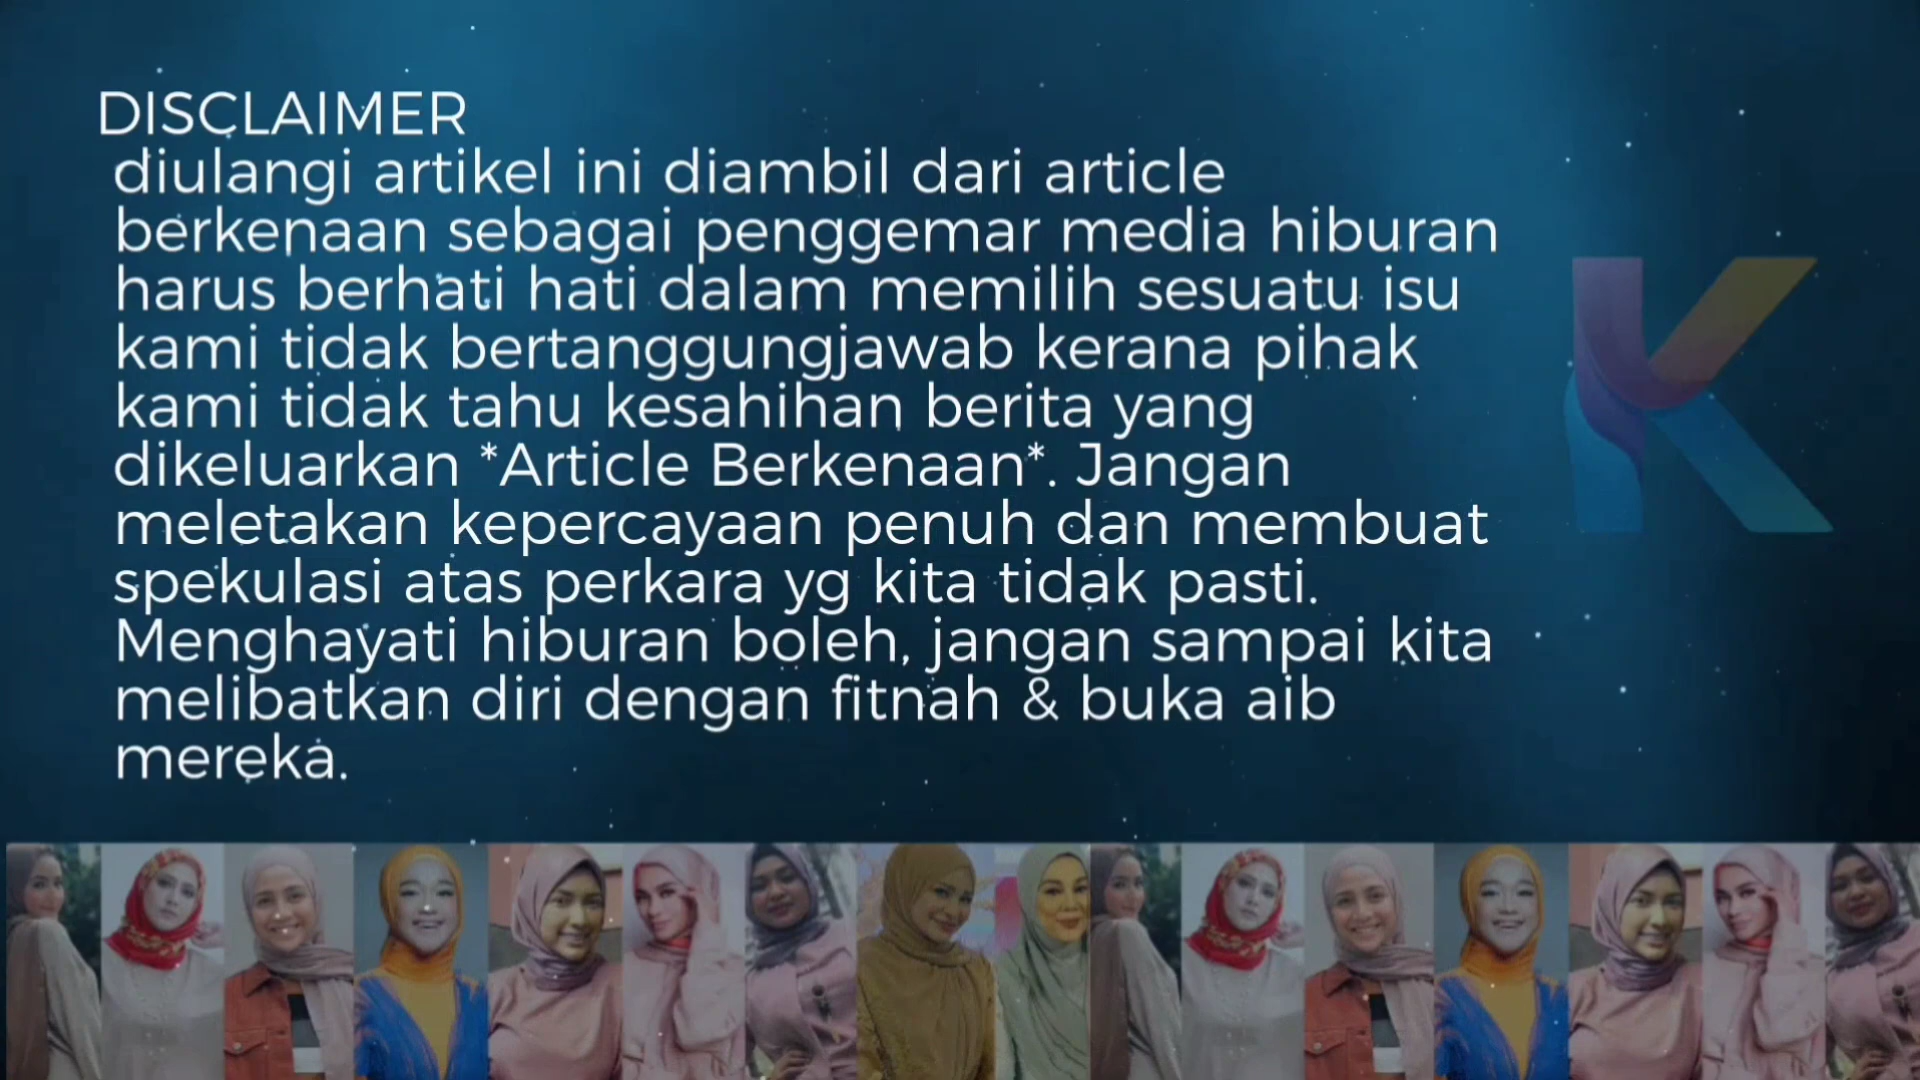 DISCLAIMER
diulangi artikel ini diambil dari article
berkenaan sebagai penggemar media hiburan
harus berhati hati dalam memilih sesuatu isu
kami tidak bertanggungjawab kerana pihak
kami tidak tahu kesahihan berita yang
dikeluarkan *Article Berkenaan*. Jangan
meletakan kepercayaan penuh dan membuat
spekulasi atas perkara yg kita tidak pasti.
Menghayati hiburan boleh, jangan sampai kita
melibatkan diri dengan fitnah & buka aib
mereka.
K